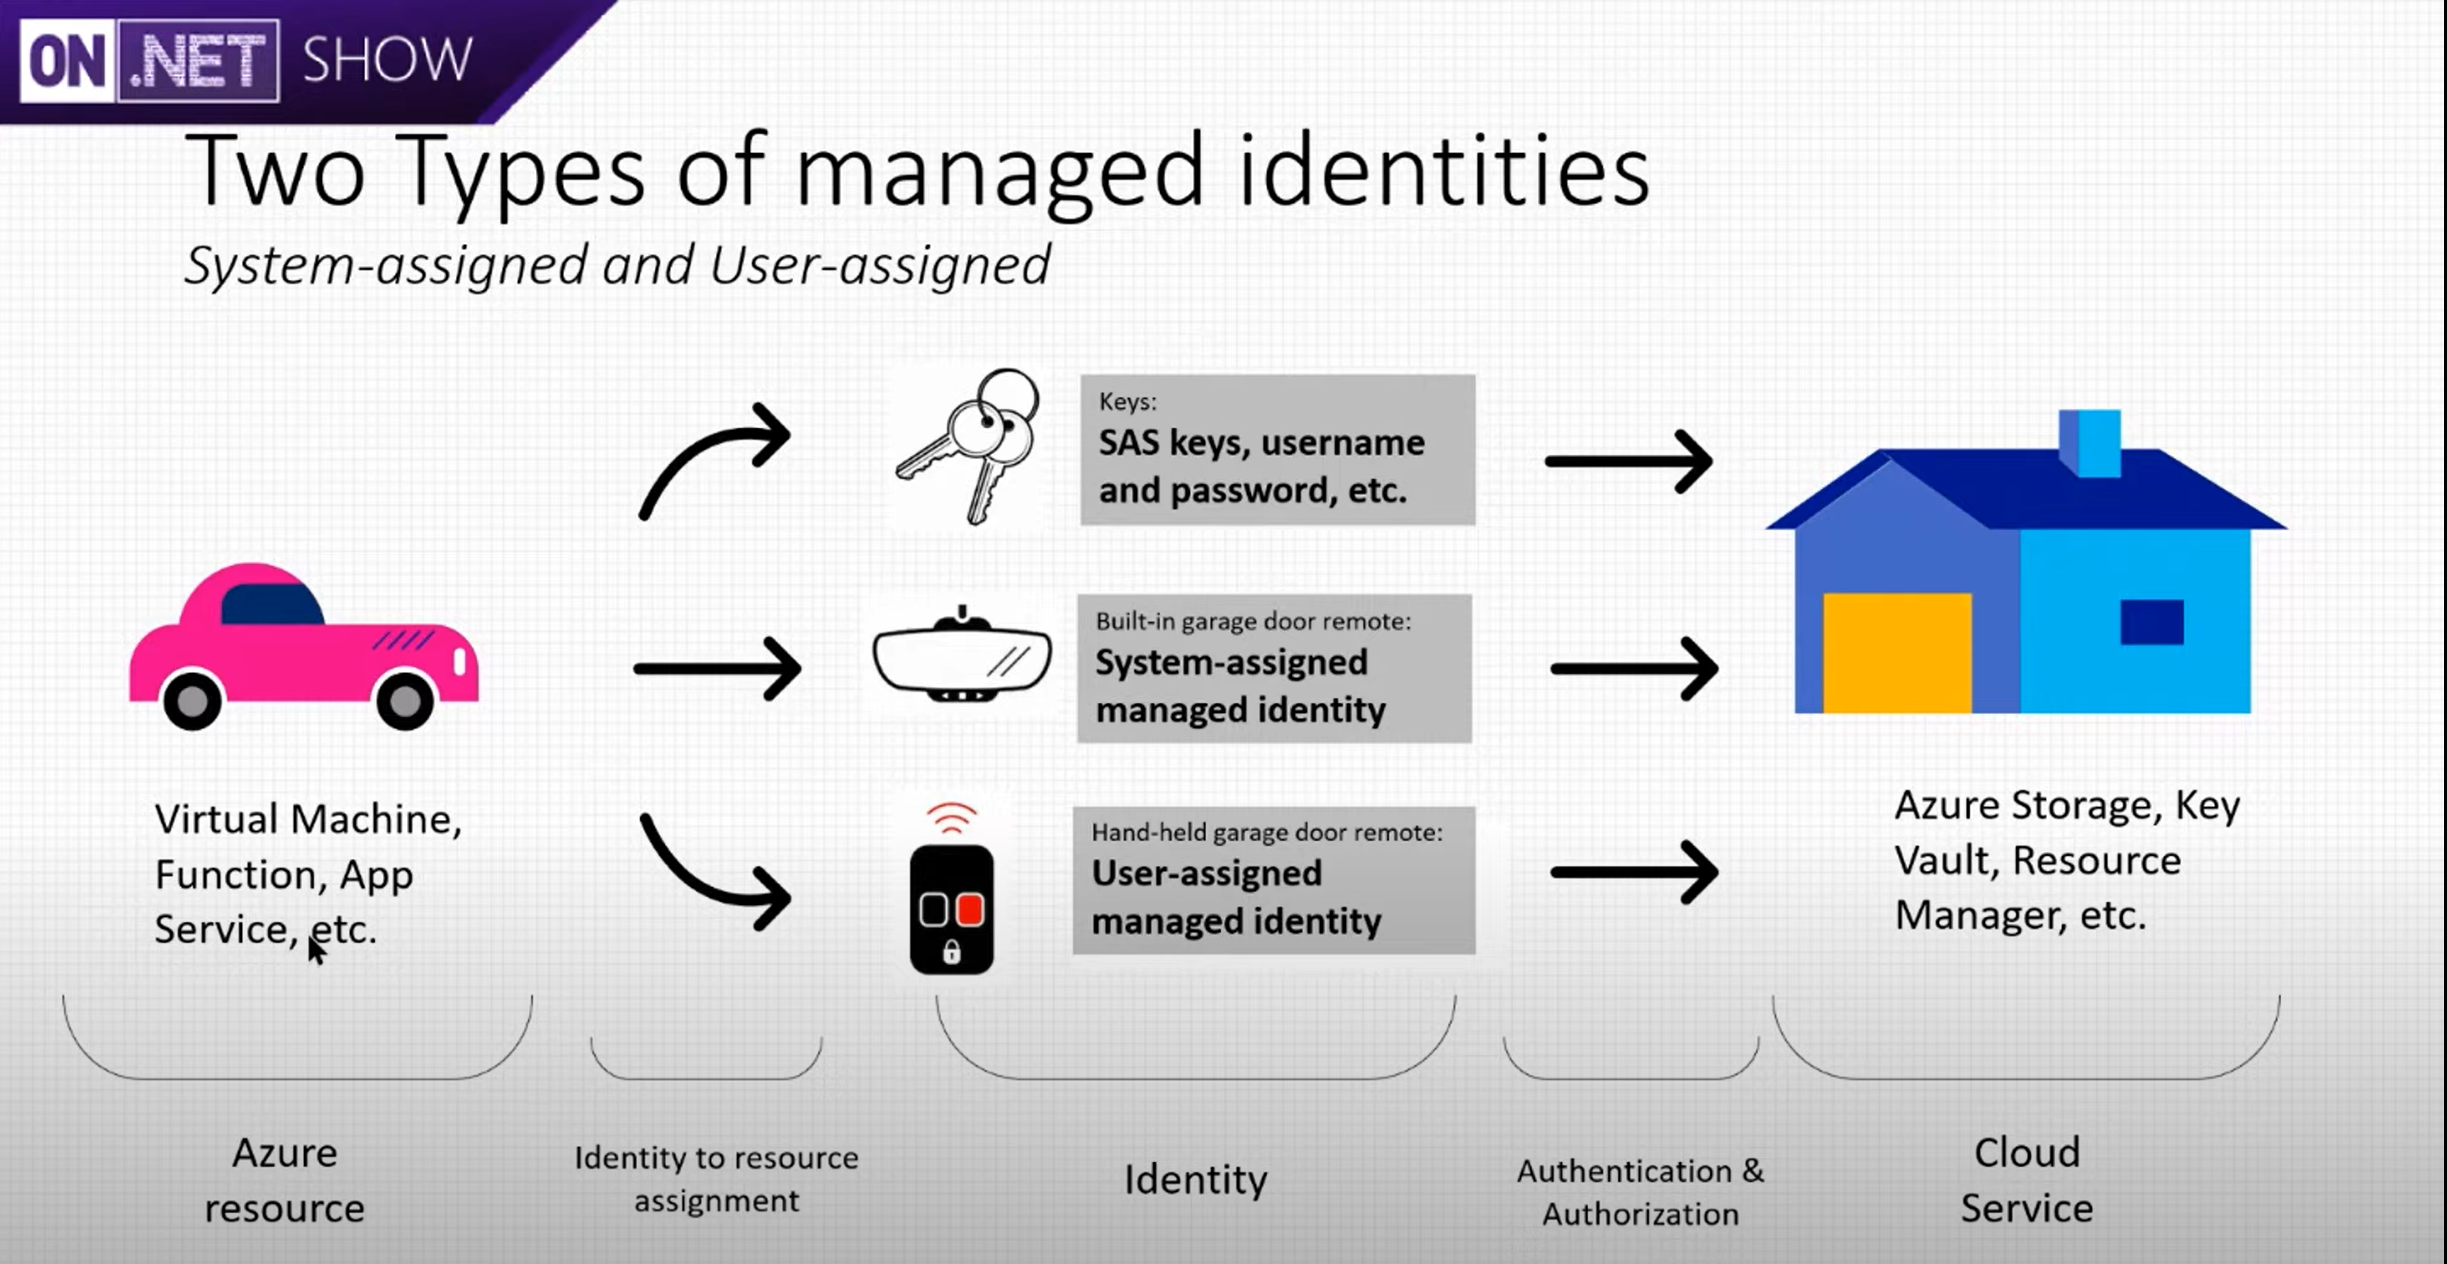 ON .NET SHOW
Two Types of managed identities
System-assigned and User-assigned
Keys:
SAS keys, username
and password, etc.
Built-in garage door remote:
System-assigned
managed identity
Hand-held garage door remote:
User-assigned
managed identity
Virtual Machine,
Function, App
Service, etc.
Azure Storage, Key
Vault, Resource
Manager, etc.
Azure
resource
Identity to resource
assignment
Identity
Authentication &
Authorization
Cloud
Service